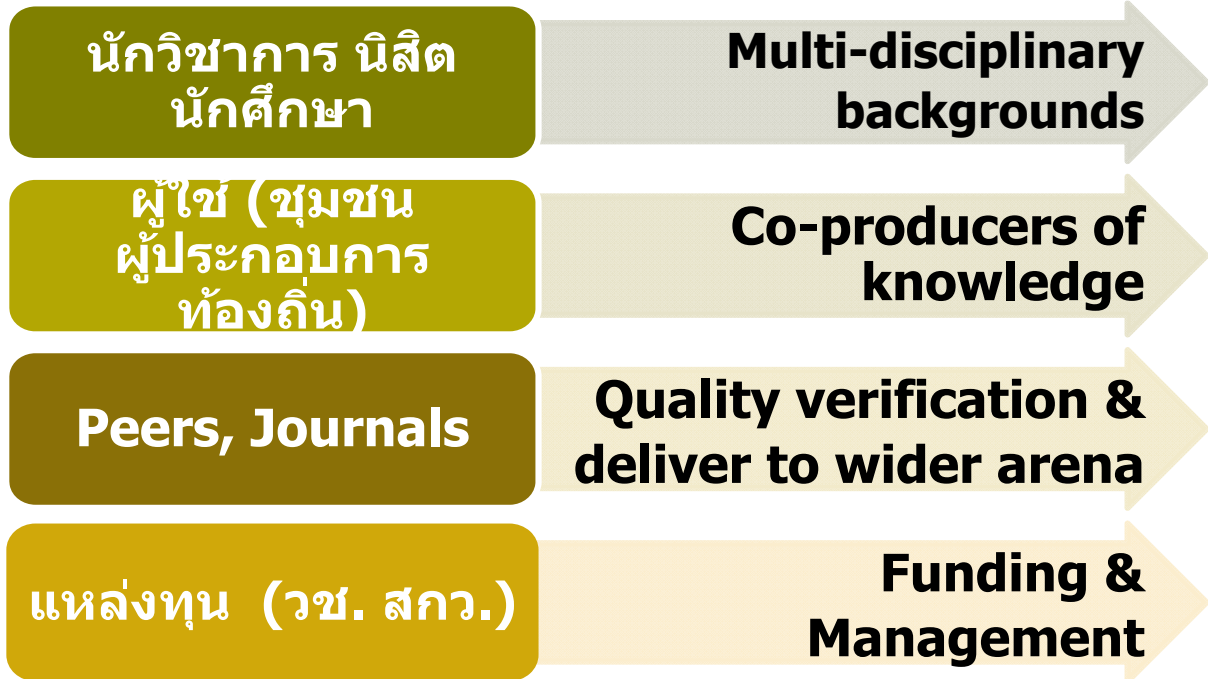 นักวิชาการ นิสิต
นักศึกษา
Multi-disciplinary
backgrounds
ผู้ใช้ (ชุมชน
ผู้ประกอบการ
ท้องถิ่น)
Co-producers of
knowledge
Peers, Journals
Quality verification &
deliver to wider arena
แหล่งทุน (วช. สกว.)
Funding &
Management